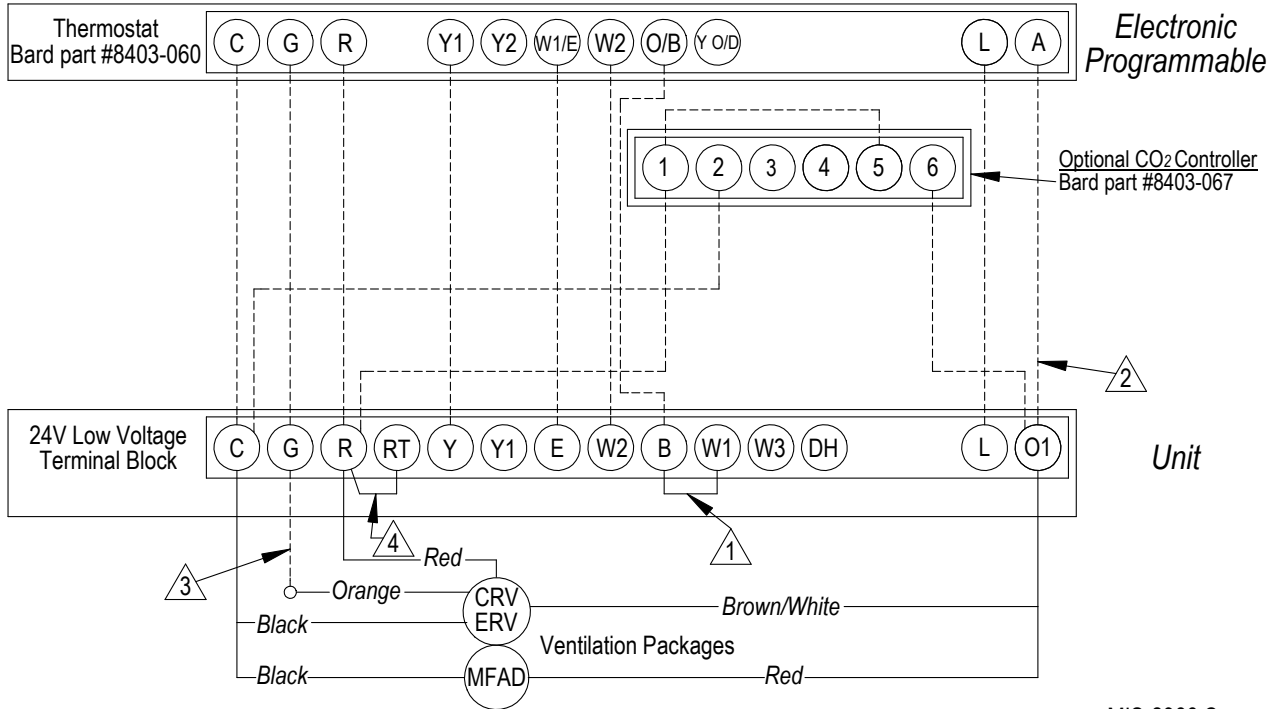 Thermostat
Bard part #8403-060
C G R Y1 Y2 W1/E W2 O/B Y O/D L A
Electronic
Programmable
1 2 3 4 5 6
Optional CO2 Controller
Bard part #8403-067
2
24V Low Voltage
Terminal Block
C G R RT Y Y1 E W2 B W1 W3 DH L O1
Unit
4
1
3
Red
Orange
CRV
ERV
Brown/White
Black
Ventilation Packages
Black
MFAD
Red